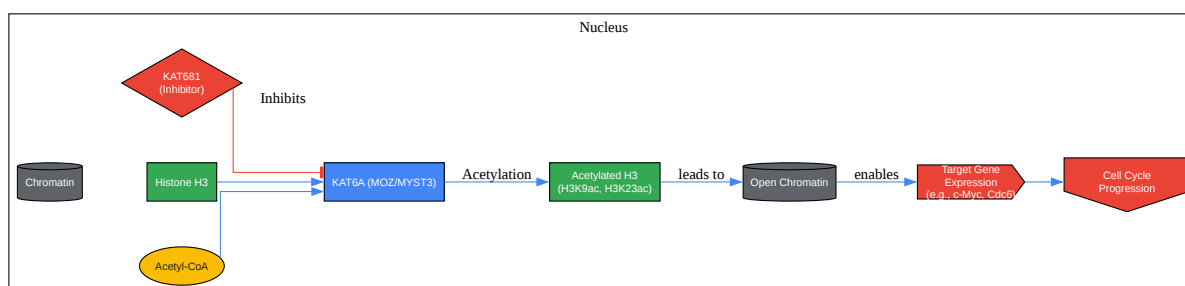 Nucleus
KAT681
(Inhibitor)
Inhibits
Chromatin
Histone H3
KAT6A (MOZ/MYST3)
Acetylation
Acetylated H3
(H3K9ac, H3K23ac)
leads to
Open Chromatin
enables
Target Gene
Expression
(e.g., c-Myc, Cdc6)
Cell Cycle
Progression
Acetyl-CoA